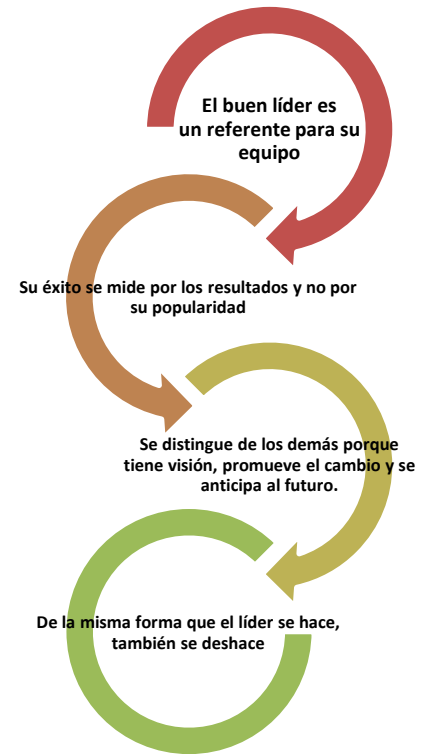 El buen líder es
un referente para su
equipo
Su éxito se mide por los resultados y no por
su popularidad
Se distingue de los demás porque
tiene visión, promueve el cambio y se
anticipa al futuro.
De la misma forma que el líder se hace,
también se deshace